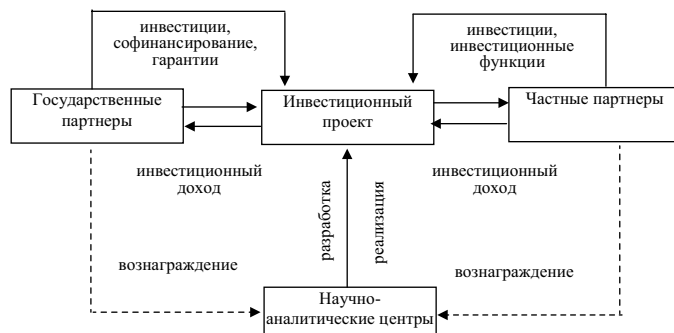 инвестиции,
софинансирование,
гарантии
инвестиции,
инвестиционные
функции
Государственные
партнеры
Инвестиционный
проект
Частные партнеры
инвестиционный
доход
разработка
реализация
инвестиционный
доход
вознаграждение
вознаграждение
Научно-
аналитические центры